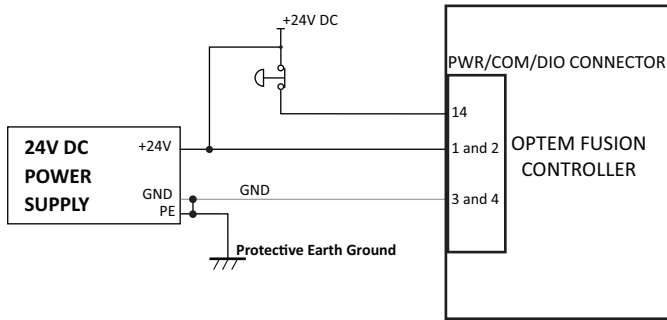 +24V DC
PWR/COM/DIO CONNECTOR
14
24V DC
POWER
SUPPLY
+24V
1 and 2
OPTEM FUSION
CONTROLLER
GND
GND
3 and 4
PE
Protective Earth Ground